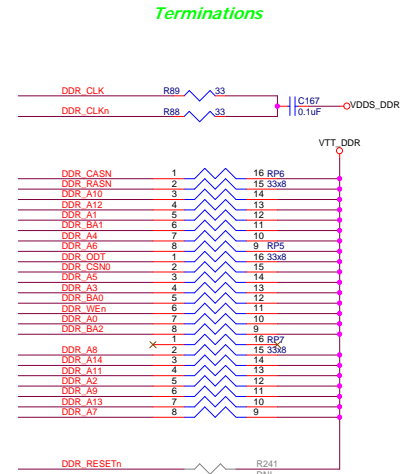 Terminations
DDR_CLK R89 33
C167
VDDS_DDR
0.1uF
DDR_CLKn R88 33
VTT_DDR
DDR_CASN 1 16 RP6
DDR_RASN 2 15 33x8
DDR_A10 3 14
DDR_A12 4 13
DDR_A1 5 12
DDR_BA1 6 11
DDR_A4 7 10
DDR_A6 8 9 RP5
DDR_ODT 1 16 33x8
DDR_CSN0 2 15
DDR_A5 3 14
DDR_A3 4 13
DDR_BA0 5 12
DDR_WEn 6 11
DDR_A0 7 10
DDR_BA2 8 9
1 16 RP7
DDR_A8 2 15 33x8
DDR_A14 3 14
DDR_A11 4 13
DDR_A2 5 12
DDR_A9 6 11
DDR_A13 7 10
DDR_A7 8 9
DDR_RESETn R241